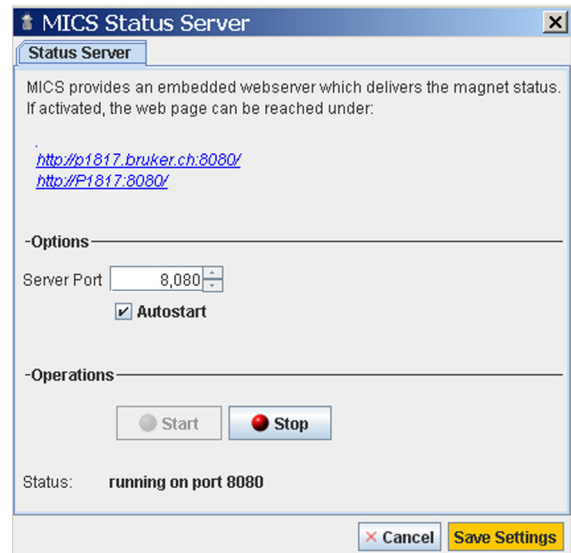 MICS Status Server
Status Server
MICS provides an embedded webserver which delivers the magnet status.
If activated, the web page can be reached under:
.
http://p1817.bruker.ch:8080/
http://P1817:8080/
Options
Server Port 8,080
Autostart
Operations
Start Stop
Status: running on port 8080
Cancel Save Settings